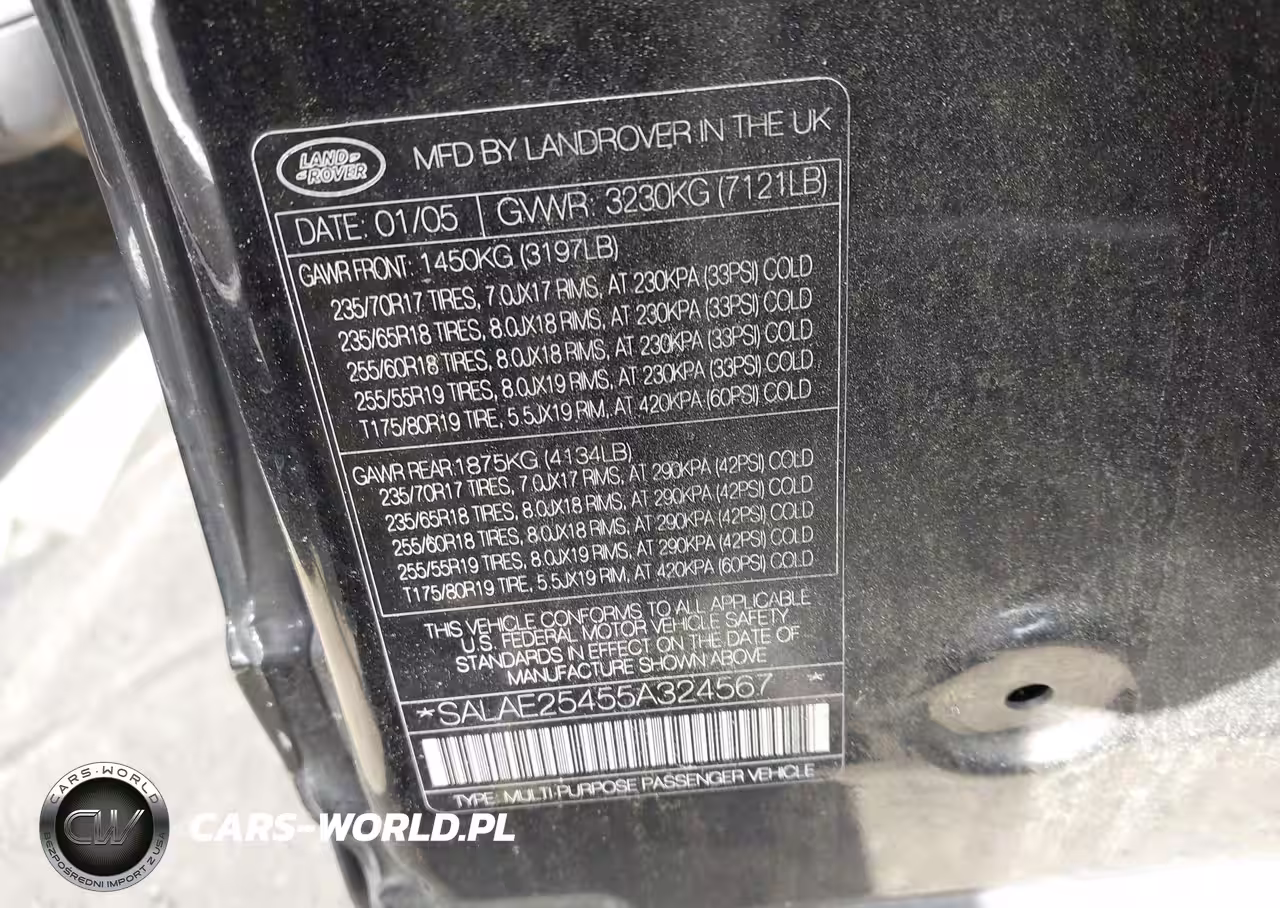 LAND-
-ROVER
MFD BY LANDROVER IN THE UK
DATE: 01/05 GVWR: 3230KG (7121LB)
GAWR FRONT: 1450KG (3197LB)
235/70R17 TIRES, 7.0JX17 RIMS, AT 230KPA (33PSI) COLD
235/65R18 TIRES, 8.0JX18 RIMS, AT 230KPA (33PSI) COLD
255/60R18 TIRES, 8.0JX18 RIMS, AT 230KPA (33PSI) COLD
255/55R19 TIRES, 8.0JX19 RIMS, AT 230KPA (33PSI) COLD
T175/80R19 TIRE, 5.5JX19 RIM, AT 420KPA (60PSI) COLD
GAWR REAR: 1875KG (4134LB)
235/70R17 TIRES, 7.0JX17 RIMS, AT 290KPA (42PSI) COLD
235/65R18 TIRES, 8.0JX18 RIMS, AT 290KPA (42PSI) COLD
255/60R18 TIRES, 8.0JX18 RIMS, AT 290KPA (42PSI) COLD
255/55R19 TIRES, 8.0JX19 RIMS, AT 290KPA (42PSI) COLD
T175/80R19 TIRE, 5.5JX19 RIM, AT 420KPA (60PSI) COLD
THIS VEHICLE CONFORMS TO ALL APPLICABLE
U.S. FEDERAL MOTOR VEHICLE SAFETY
STANDARDS IN EFFECT ON THE DATE OF
MANUFACTURE SHOWN ABOVE
*SALAE25455A324567 *
TYPE: MULTI-PURPOSE PASSENGER VEHICLE
CARS-WORLD
CW
BEZPOŚREDNI IMPORT Z USA
CARS-WORLD.PL